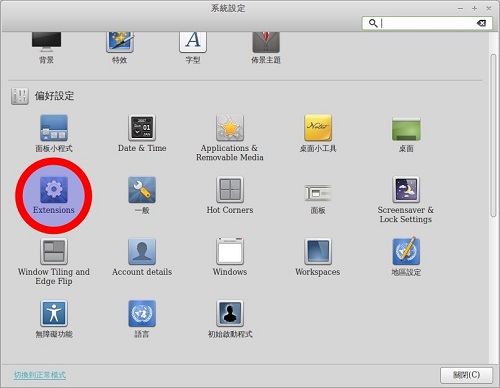 系統設定
背景
特效
字型
佈景主題
偏好設定
面板小程式
Date & Time
Applications &
Removable Media
桌面小工具
桌面
Extensions
一般
Hot Corners
面板
Screensaver &
Lock Settings
Window Tiling and
Edge Flip
Account details
Windows
Workspaces
地區設定
無障礙功能
語言
初始啟動程式
切換到正常模式
關閉(C)